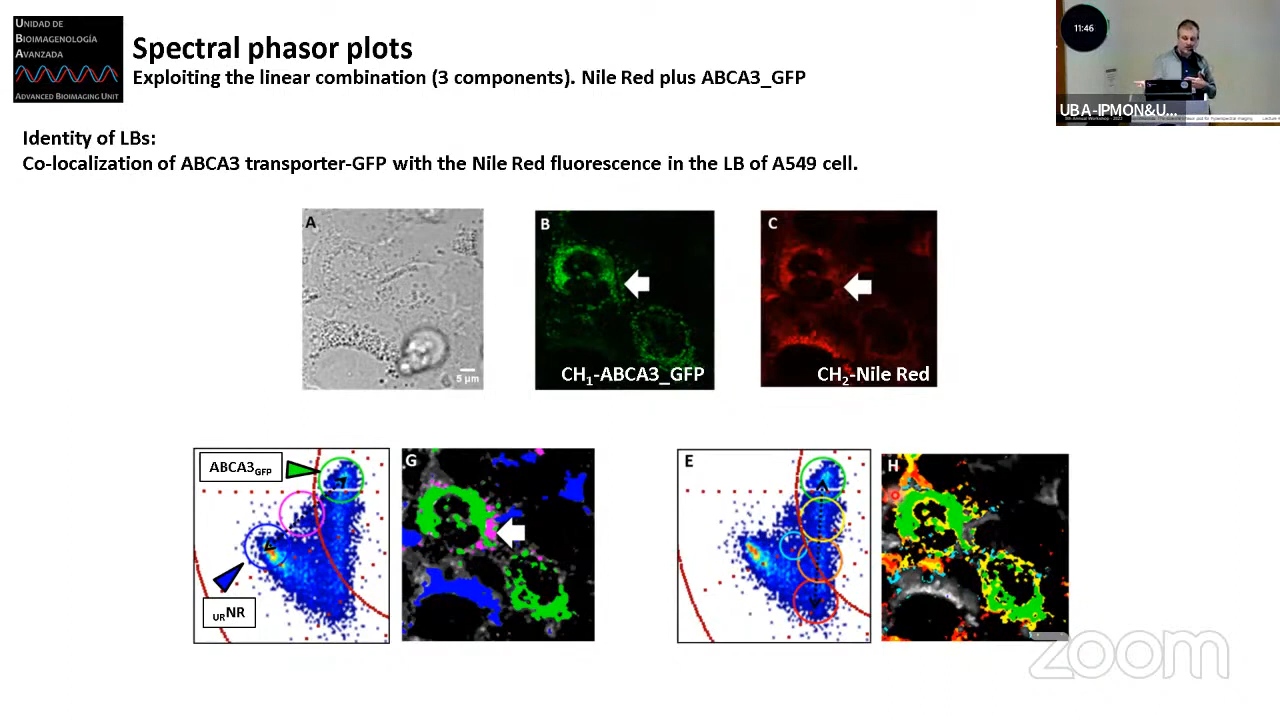 UNIDAD DE
BIOIMAGENOLOGÍA
AVANZADA
ADVANCED BIOIMAGING UNIT
Spectral phasor plots
Exploiting the linear combination (3 components). Nile Red plus ABCA3_GFP
11:46
UBA-IPMON&U...
Identity of LBs:
Co-localization of ABCA3 transporter-GFP with the Nile Red fluorescence in the LB of A549 cell.
A
5 µm
B
CH1-ABCA3_GFP
C
CH2-Nile Red
ABCA3GFP
URNR
G
E
H
zoom